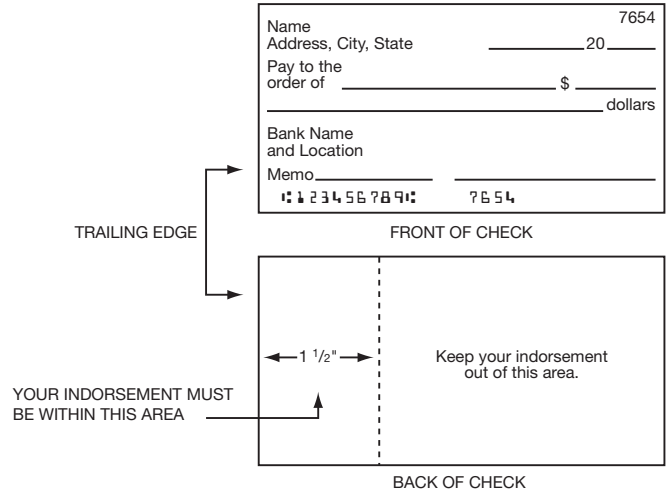 7654
Name
Address, City, State 20
Pay to the
order of $
dollars
Bank Name
and Location
Memo
⑆123456789⑆ 7654
TRAILING EDGE
FRONT OF CHECK
1 1/2"
Keep your indorsement
out of this area.
YOUR INDORSEMENT MUST
BE WITHIN THIS AREA
BACK OF CHECK